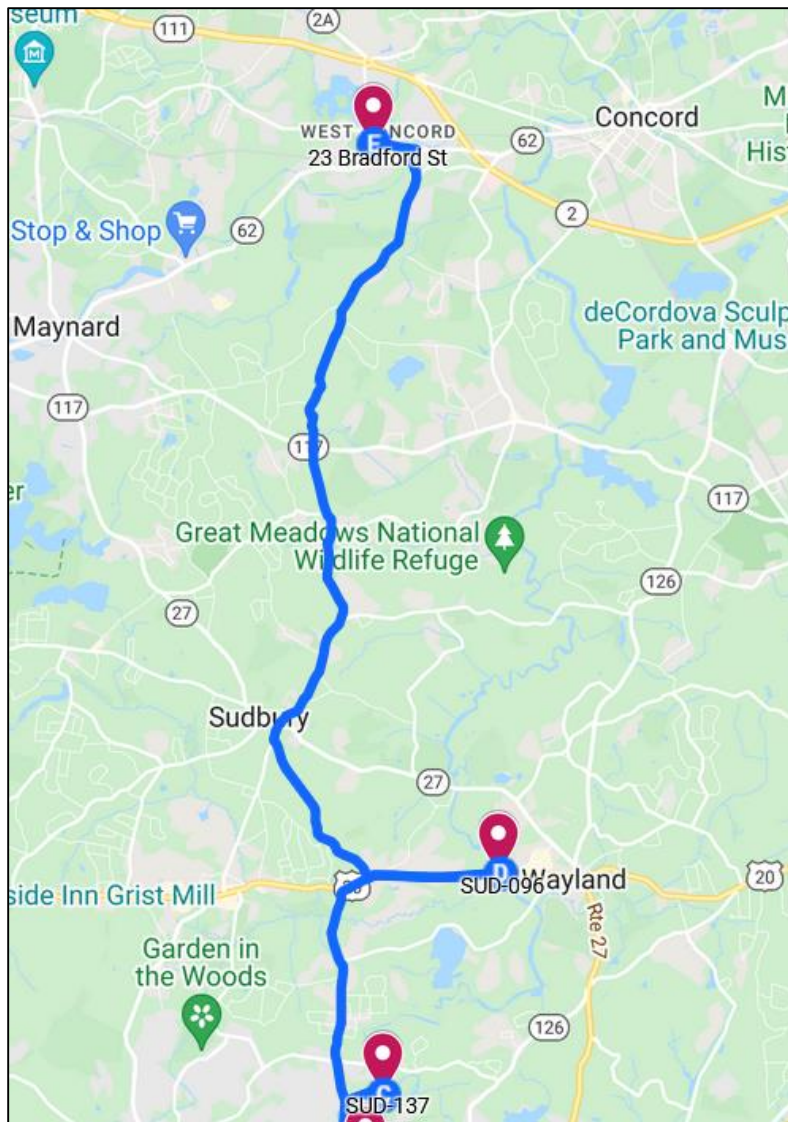 seum
2A
111
M
WEST CONCORD
E
23 Bradford St
Concord
62
M
Hist
Stop & Shop
62
2
deCordova Sculp
Park and Mus
Maynard
117
117
117
er
Great Meadows National
Wildlife Refuge
126
27
Sudbury
27
D
SUD-096
Wayland
20
20
side Inn Grist Mill
Rte 27
Garden in
the Woods
126
C
SUD-137